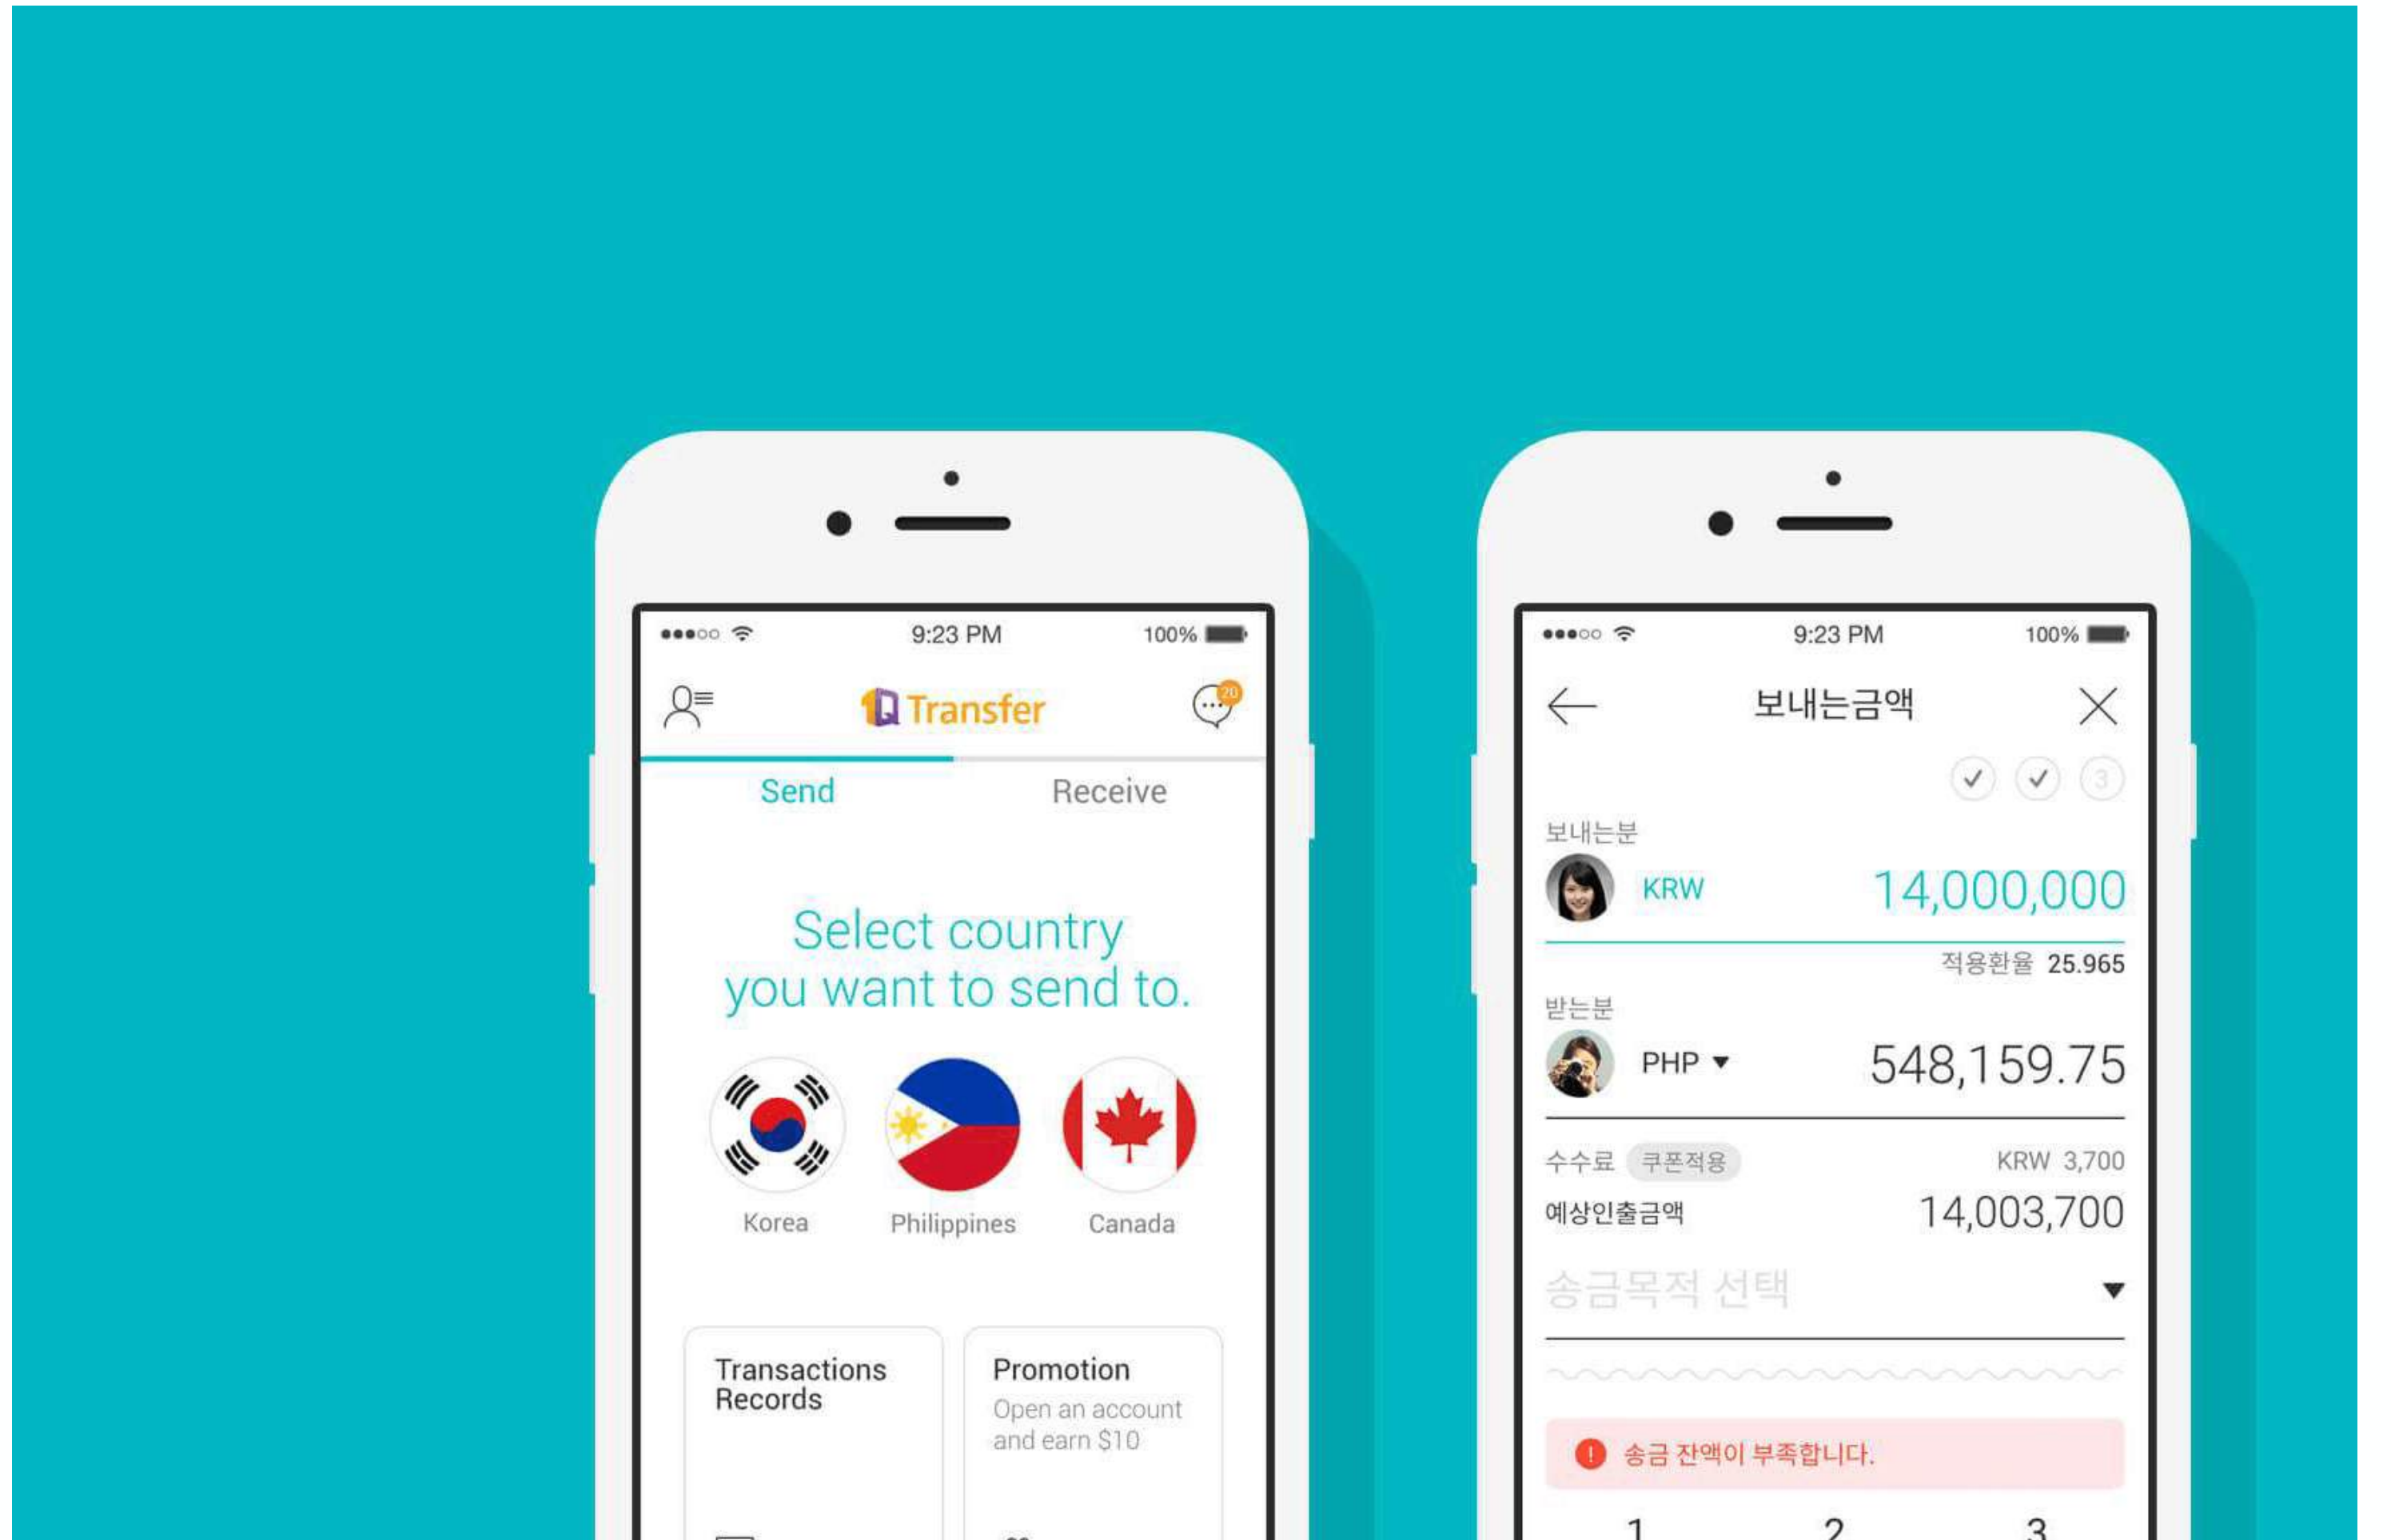 9:23 PM
100%
1Q Transfer
20
Send
Receive
Select country
you want to send to.
Korea
Philippines
Canada
Transactions
Records
Promotion
Open an account
and earn $10
9:23 PM
100%
보내는금액
3
보내는분
KRW 14,000,000
적용환율 25.965
받는분
PHP 548,159.75
수수료 쿠폰적용 KRW 3,700
예상인출금액 14,003,700
송금목적 선택
송금 잔액이 부족합니다.
1 2 3